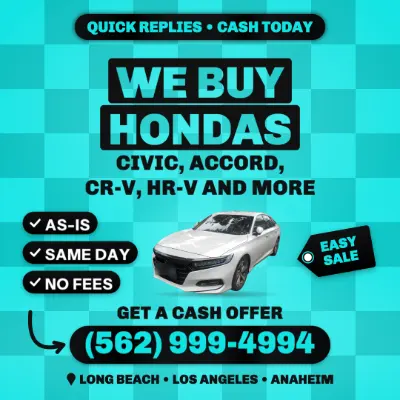 QUICK REPLIES • CASH TODAY
WE BUY
HONDAS
CIVIC, ACCORD,
CR-V, HR-V AND MORE
AS-IS
SAME DAY
NO FEES
EASY
SALE
GET A CASH OFFER
(562) 999-4994
LONG BEACH • LOS ANGELES • ANAHEIM